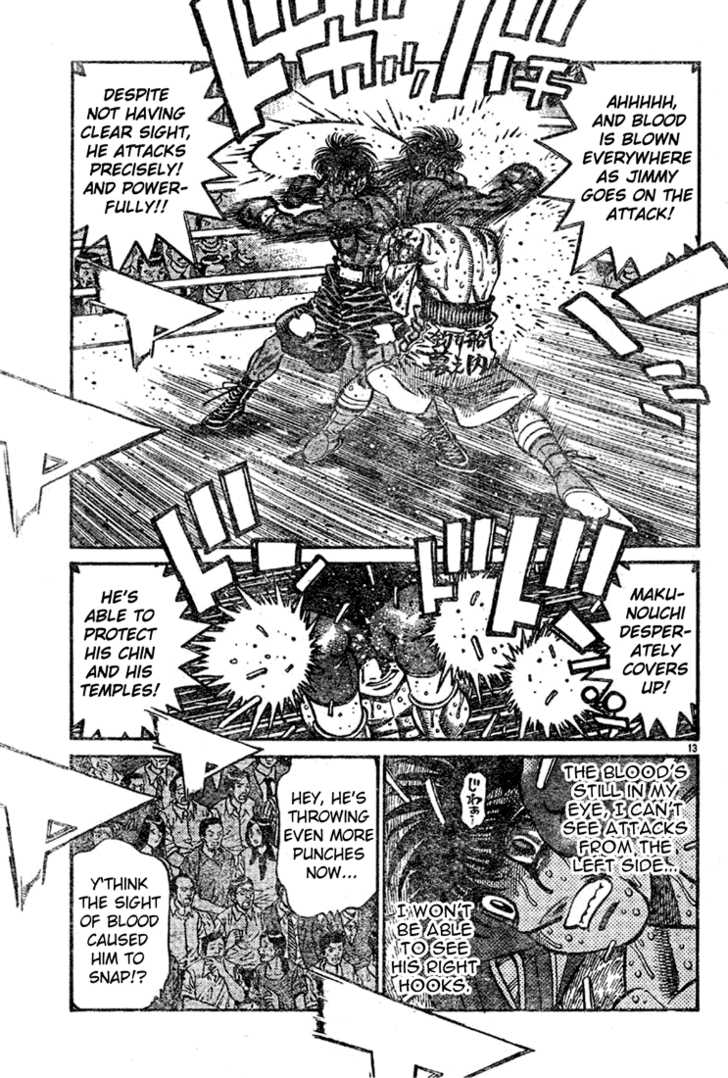 AHHHHH,
AND BLOOD
IS BLOWN
EVERYWHERE
AS JIMMY
GOES ON THE
ATTACK!
DESPITE
NOT HAVING
CLEAR SIGHT,
HE ATTACKS
PRECISELY!
AND POWER-
FULLY!!
MAKU-
NOUCHI
DESPER-
ATELY
COVERS
UP!
HE'S
ABLE TO
PROTECT
HIS CHIN
AND HIS
TEMPLES!
13
THE BLOOD'S
STILL IN MY
EYE, I CAN'T
SEE ATTACKS
FROM THE
LEFT SIDE...
I WON'T
BE ABLE
TO SEE
HIS RIGHT
HOOKS.
HEY, HE'S
THROWING
EVEN MORE
PUNCHES
NOW...
Y'THINK
THE SIGHT
OF BLOOD
CAUSED
HIM TO
SNAP!?